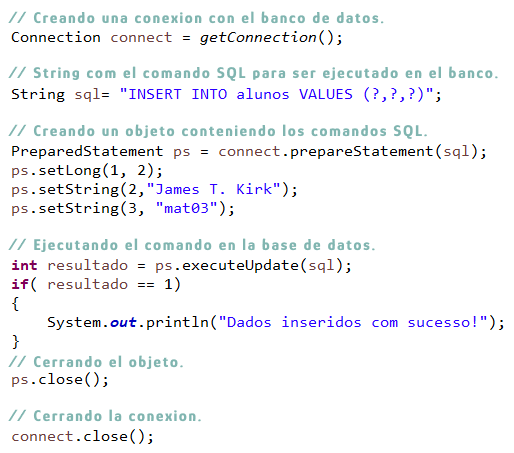 // Creando una conexion con el banco de datos.
Connection connect = getConnection();
// String com el comando SQL para ser ejecutado en el banco.
String sql= "INSERT INTO alunos VALUES (?,?,?)";
// Creando un objeto conteniendo los comandos SQL.
PreparedStatement ps = connect.prepareStatement(sql);
ps.setLong(1, 2);
ps.setString(2,"James T. Kirk");
ps.setString(3, "mat03");
// Ejecutando el comando en la base de datos.
int resultado = ps.executeUpdate(sql);
if( resultado == 1)
{
    System.out.println("Dados inseridos com sucesso!");
}
// Cerrando el objeto.
ps.close();
// Cerrando la conexion.
connect.close();